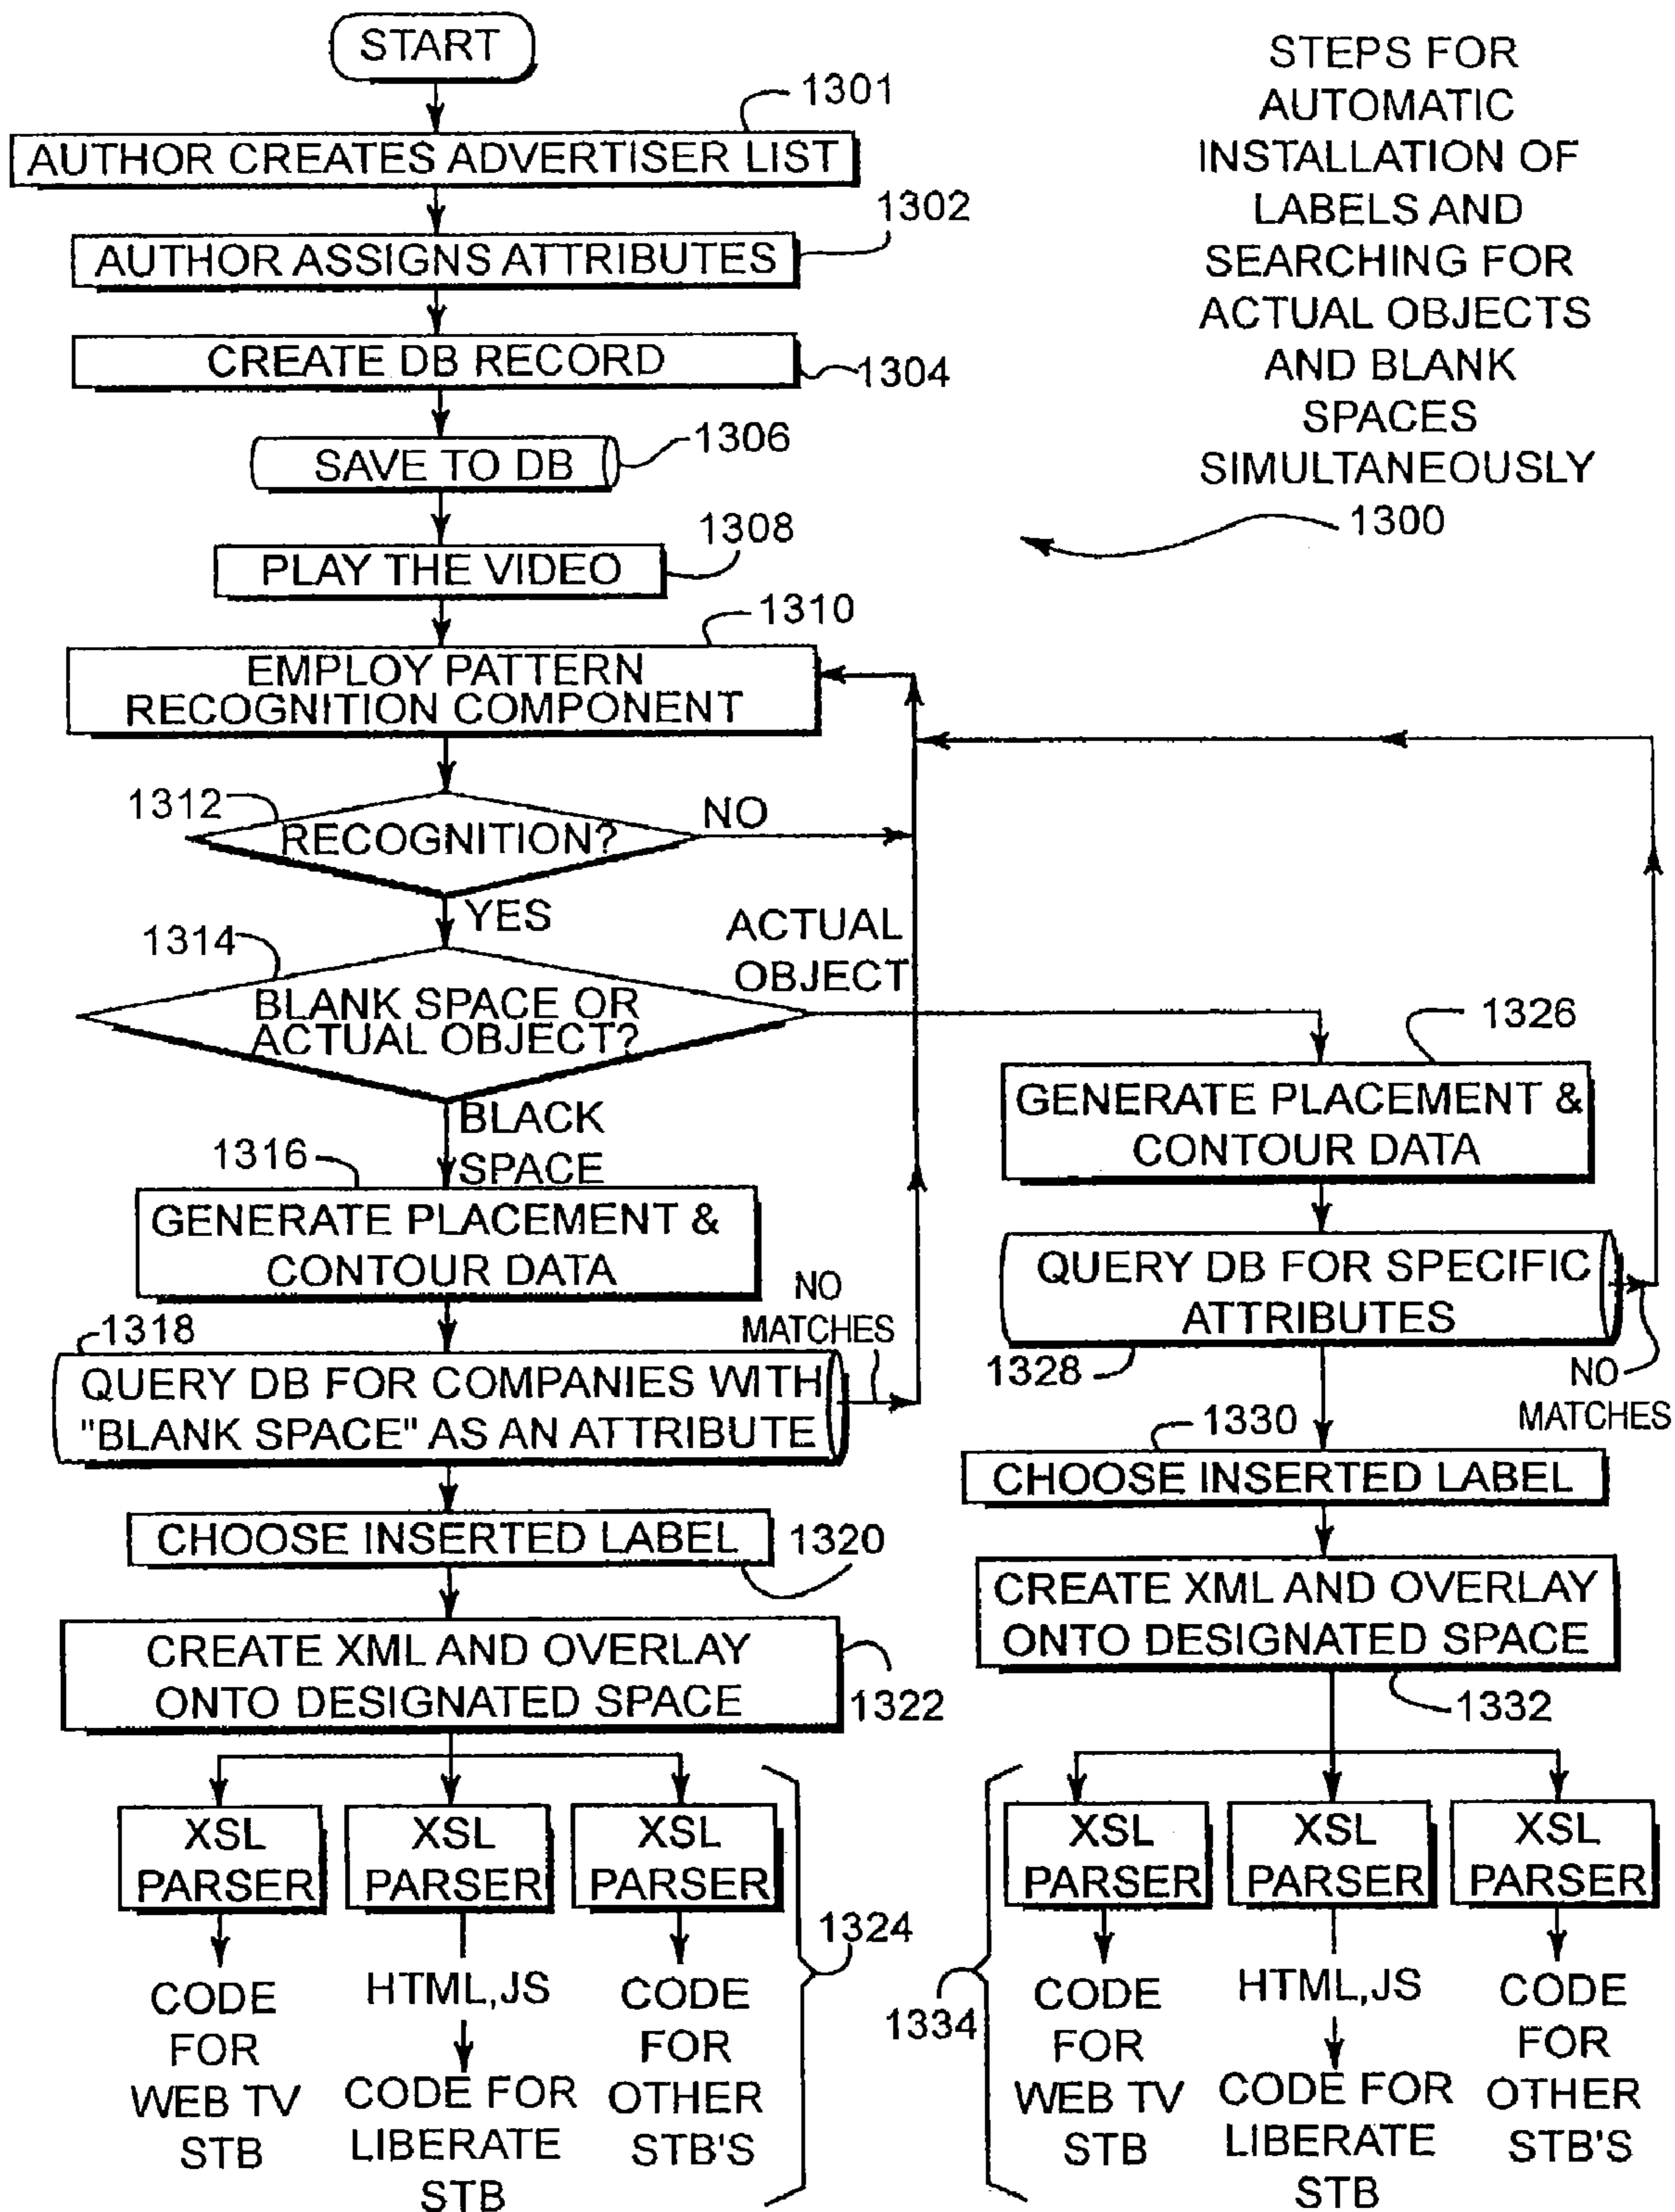 START
STEPS FOR
AUTOMATIC
INSTALLATION OF
LABELS AND
SEARCHING FOR
ACTUAL OBJECTS
AND BLANK
SPACES
SIMULTANEOUSLY
1300
1301
AUTHOR CREATES ADVERTISER LIST
1302
AUTHOR ASSIGNS ATTRIBUTES
CREATE DB RECORD
1304
SAVE TO DB
1306
1308
PLAY THE VIDEO
1310
EMPLOY PATTERN
RECOGNITION COMPONENT
1312
RECOGNITION?
NO
YES
1314
BLANK SPACE OR
ACTUAL OBJECT?
ACTUAL
OBJECT
BLACK
SPACE
1316
GENERATE PLACEMENT &
CONTOUR DATA
1318
QUERY DB FOR COMPANIES WITH
"BLANK SPACE" AS AN ATTRIBUTE
NO
MATCHES
CHOOSE INSERTED LABEL
1320
CREATE XML AND OVERLAY
ONTO DESIGNATED SPACE
1322
XSL
PARSER
XSL
PARSER
XSL
PARSER
1324
CODE
FOR
WEB TV
STB
HTML,JS
CODE FOR
LIBERATE
STB
CODE
FOR
OTHER
STB'S
1326
GENERATE PLACEMENT &
CONTOUR DATA
QUERY DB FOR SPECIFIC
ATTRIBUTES
1328
NO
MATCHES
1330
CHOOSE INSERTED LABEL
CREATE XML AND OVERLAY
ONTO DESIGNATED SPACE
1332
XSL
PARSER
XSL
PARSER
XSL
PARSER
1334
CODE
FOR
WEB TV
STB
HTML,JS
CODE FOR
LIBERATE
STB
CODE
FOR
OTHER
STB'S